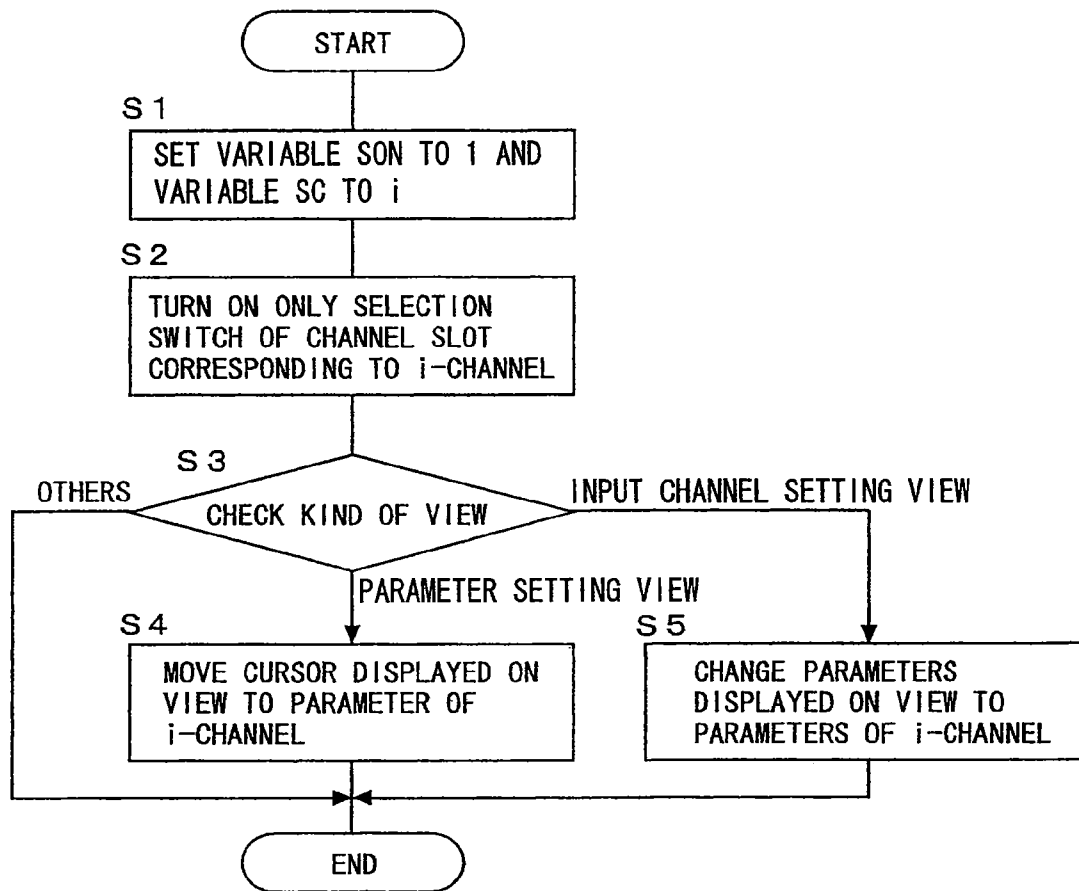 START
S1
SET VARIABLE SON TO 1 AND
VARIABLE SC TO i
S2
TURN ON ONLY SELECTION
SWITCH OF CHANNEL SLOT
CORRESPONDING TO i-CHANNEL
S3
OTHERS
CHECK KIND OF VIEW
INPUT CHANNEL SETTING VIEW
PARAMETER SETTING VIEW
S4
MOVE CURSOR DISPLAYED ON
VIEW TO PARAMETER OF
i-CHANNEL
S5
CHANGE PARAMETERS
DISPLAYED ON VIEW TO
PARAMETERS OF i-CHANNEL
END